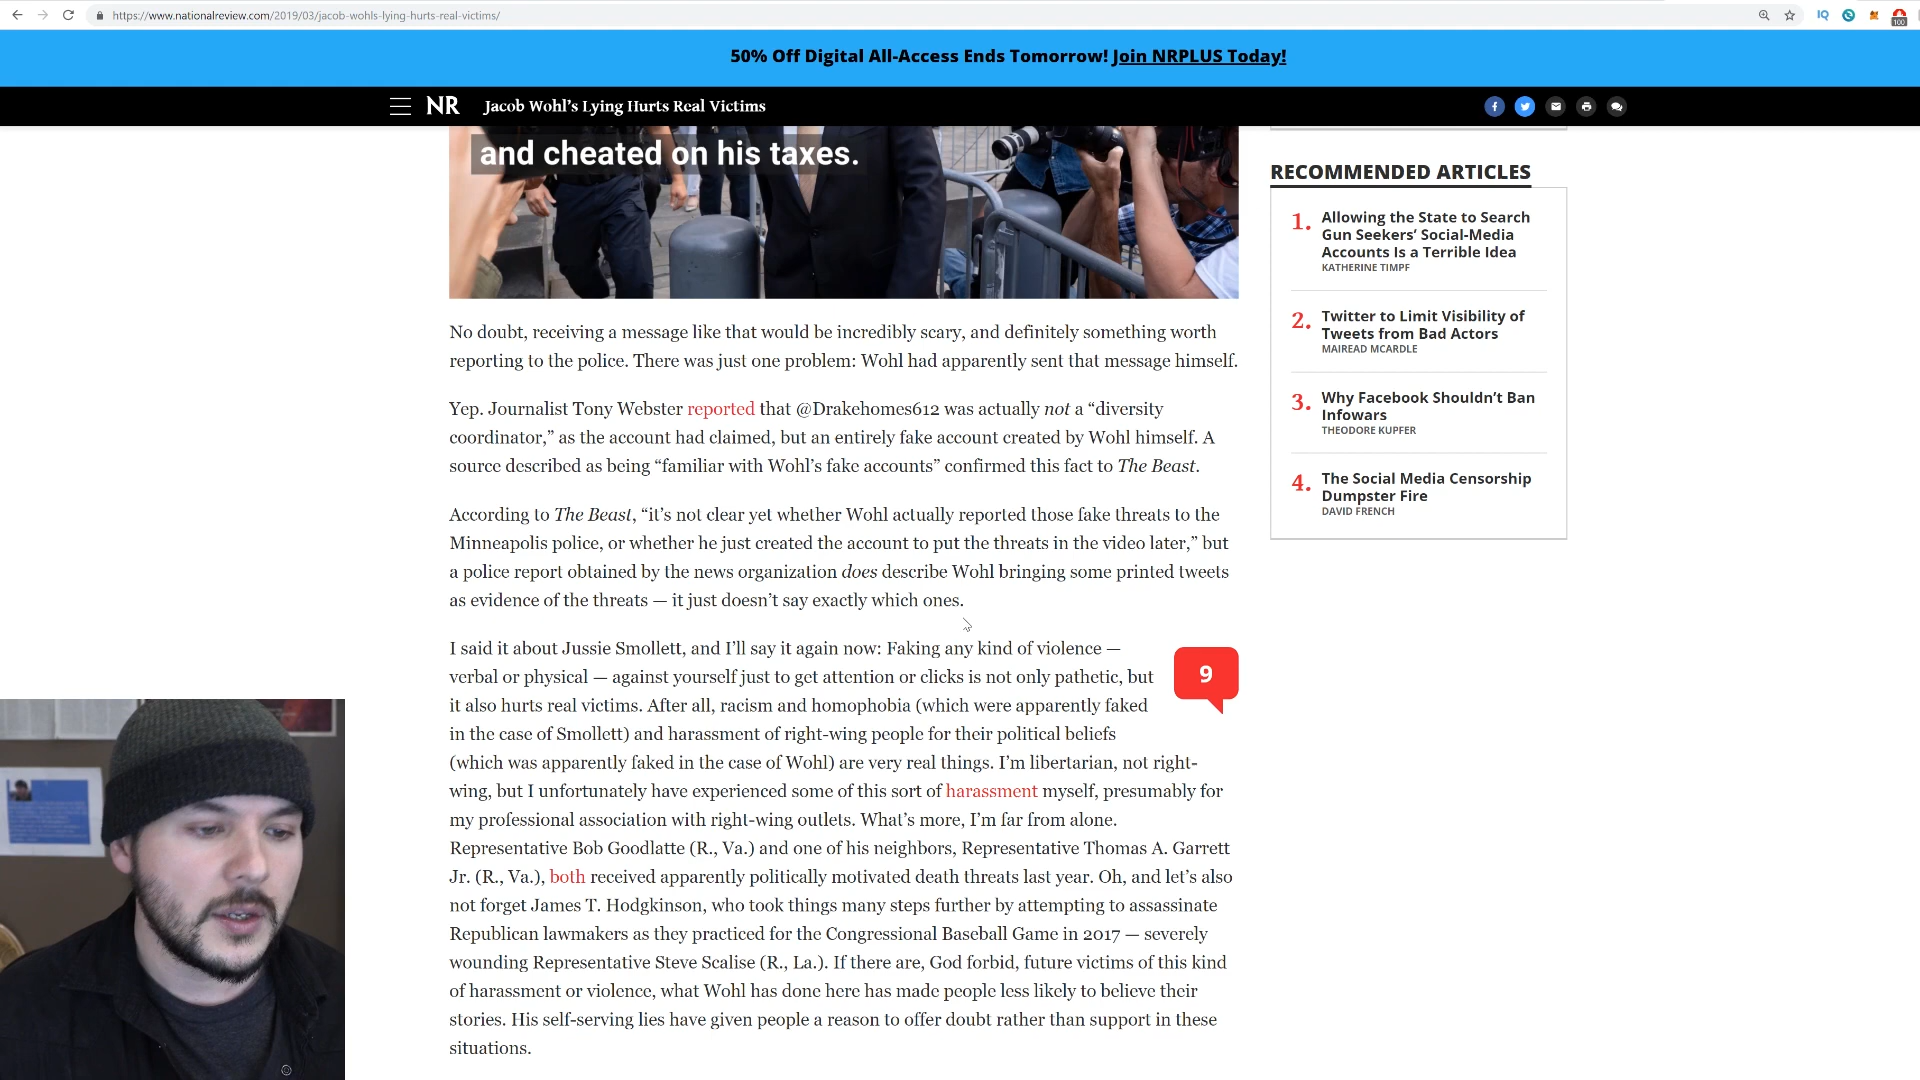 https://www.nationalreview.com/2019/03/jacob-wohls-lying-hurts-real-victims/
IQ
100
50% Off Digital All-Access Ends Tomorrow! Join NRPLUS Today!
NR Jacob Wohl's Lying Hurts Real Victims
and cheated on his taxes.
No doubt, receiving a message like that would be incredibly scary, and definitely something worth
reporting to the police. There was just one problem: Wohl had apparently sent that message himself.
Yep. Journalist Tony Webster reported that @Drakehomes612 was actually not a “diversity
coordinator,” as the account had claimed, but an entirely fake account created by Wohl himself. A
source described as being “familiar with Wohl’s fake accounts” confirmed this fact to The Beast.
According to The Beast, “it’s not clear yet whether Wohl actually reported those fake threats to the
Minneapolis police, or whether he just created the account to put the threats in the video later,” but
a police report obtained by the news organization does describe Wohl bringing some printed tweets
as evidence of the threats — it just doesn’t say exactly which ones.
I said it about Jussie Smollett, and I’ll say it again now: Faking any kind of violence —
verbal or physical — against yourself just to get attention or clicks is not only pathetic, but
it also hurts real victims. After all, racism and homophobia (which were apparently faked
in the case of Smollett) and harassment of right-wing people for their political beliefs
(which was apparently faked in the case of Wohl) are very real things. I’m libertarian, not right-
wing, but I unfortunately have experienced some of this sort of harassment myself, presumably for
my professional association with right-wing outlets. What’s more, I’m far from alone.
Representative Bob Goodlatte (R., Va.) and one of his neighbors, Representative Thomas A. Garrett
Jr. (R., Va.), both received apparently politically motivated death threats last year. Oh, and let’s also
not forget James T. Hodgkinson, who took things many steps further by attempting to assassinate
Republican lawmakers as they practiced for the Congressional Baseball Game in 2017 — severely
wounding Representative Steve Scalise (R., La.). If there are, God forbid, future victims of this kind
of harassment or violence, what Wohl has done here has made people less likely to believe their
stories. His self-serving lies have given people a reason to offer doubt rather than support in these
situations.
9
RECOMMENDED ARTICLES
1. Allowing the State to Search
Gun Seekers’ Social-Media
Accounts Is a Terrible Idea
KATHERINE TIMPF
2. Twitter to Limit Visibility of
Tweets from Bad Actors
MAIREAD MCARDLE
3. Why Facebook Shouldn’t Ban
Infowars
THEODORE KUPFER
4. The Social Media Censorship
Dumpster Fire
DAVID FRENCH